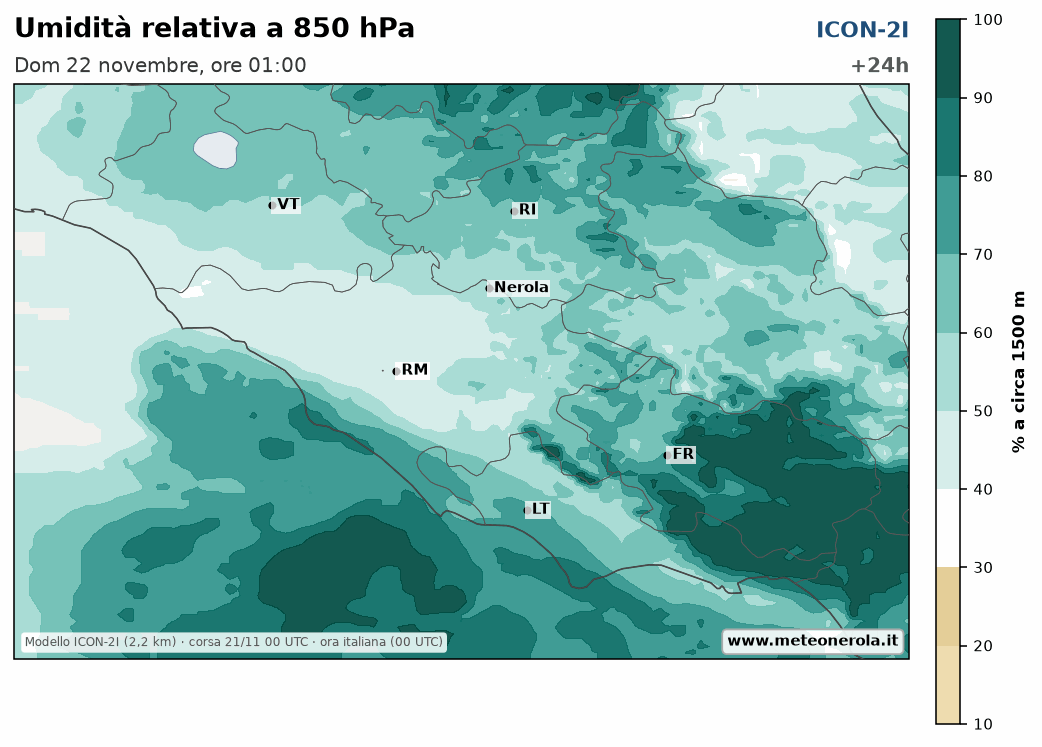 Umidità relativa a 850 hPa
ICON-2I
Dom 22 novembre, ore 01:00
+24h
VT
RI
Nerola
RM
FR
LT
Modello ICON-2I (2,2 km) · corsa 21/11 00 UTC · ora italiana (00 UTC)
www.meteonerola.it
100
90
80
70
60
50
40
30
20
10
% a circa 1500 m